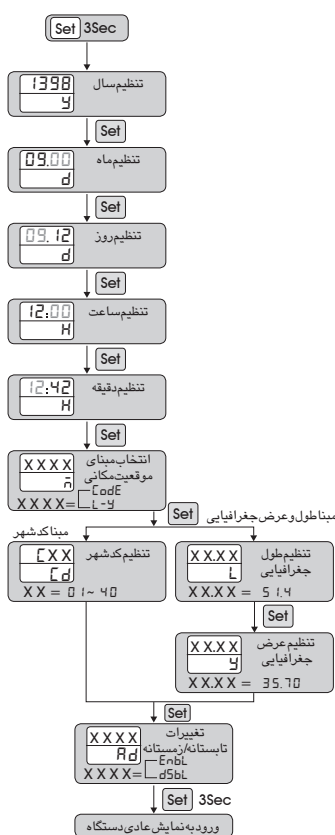 Set 3Sec
1398 تنظیم سال
y
Set
09.00 تنظیم ماه
d
Set
09.12 تنظیم روز
d
Set
12:00 تنظیم ساعت
H
Set
12:42 تنظیم دقیقه
H
Set
XXXX انتخاب مبنای
موقعیت مکانی
n̄
CodE
XXXX= L-y
Set مبنا طول و عرض جغرافیایی
مبنا کد شهر
CXX تنظیم کد شهر
Cd
XX = 01~ 40
XX.XX تنظیم طول
جغرافیایی
L
XX.XX = 51.4
Set
XX.XX تنظیم عرض
جغرافیایی
y
XX.XX = 35.70
Set
تغییرات
XXXX تابستانه/زمستانه
Ad
EnbL
XXXX= dSbL
Set 3Sec
ورود به نمایش عادی دستگاه